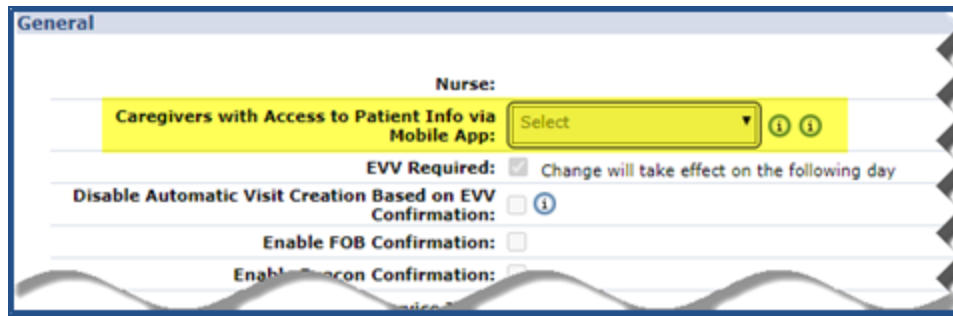 General
Nurse:
Caregivers with Access to Patient Info via
Mobile App:
Select
EVV Required:
Change will take effect on the following day
Disable Automatic Visit Creation Based on EVV
Confirmation:
Enable FOB Confirmation:
Confirmation: